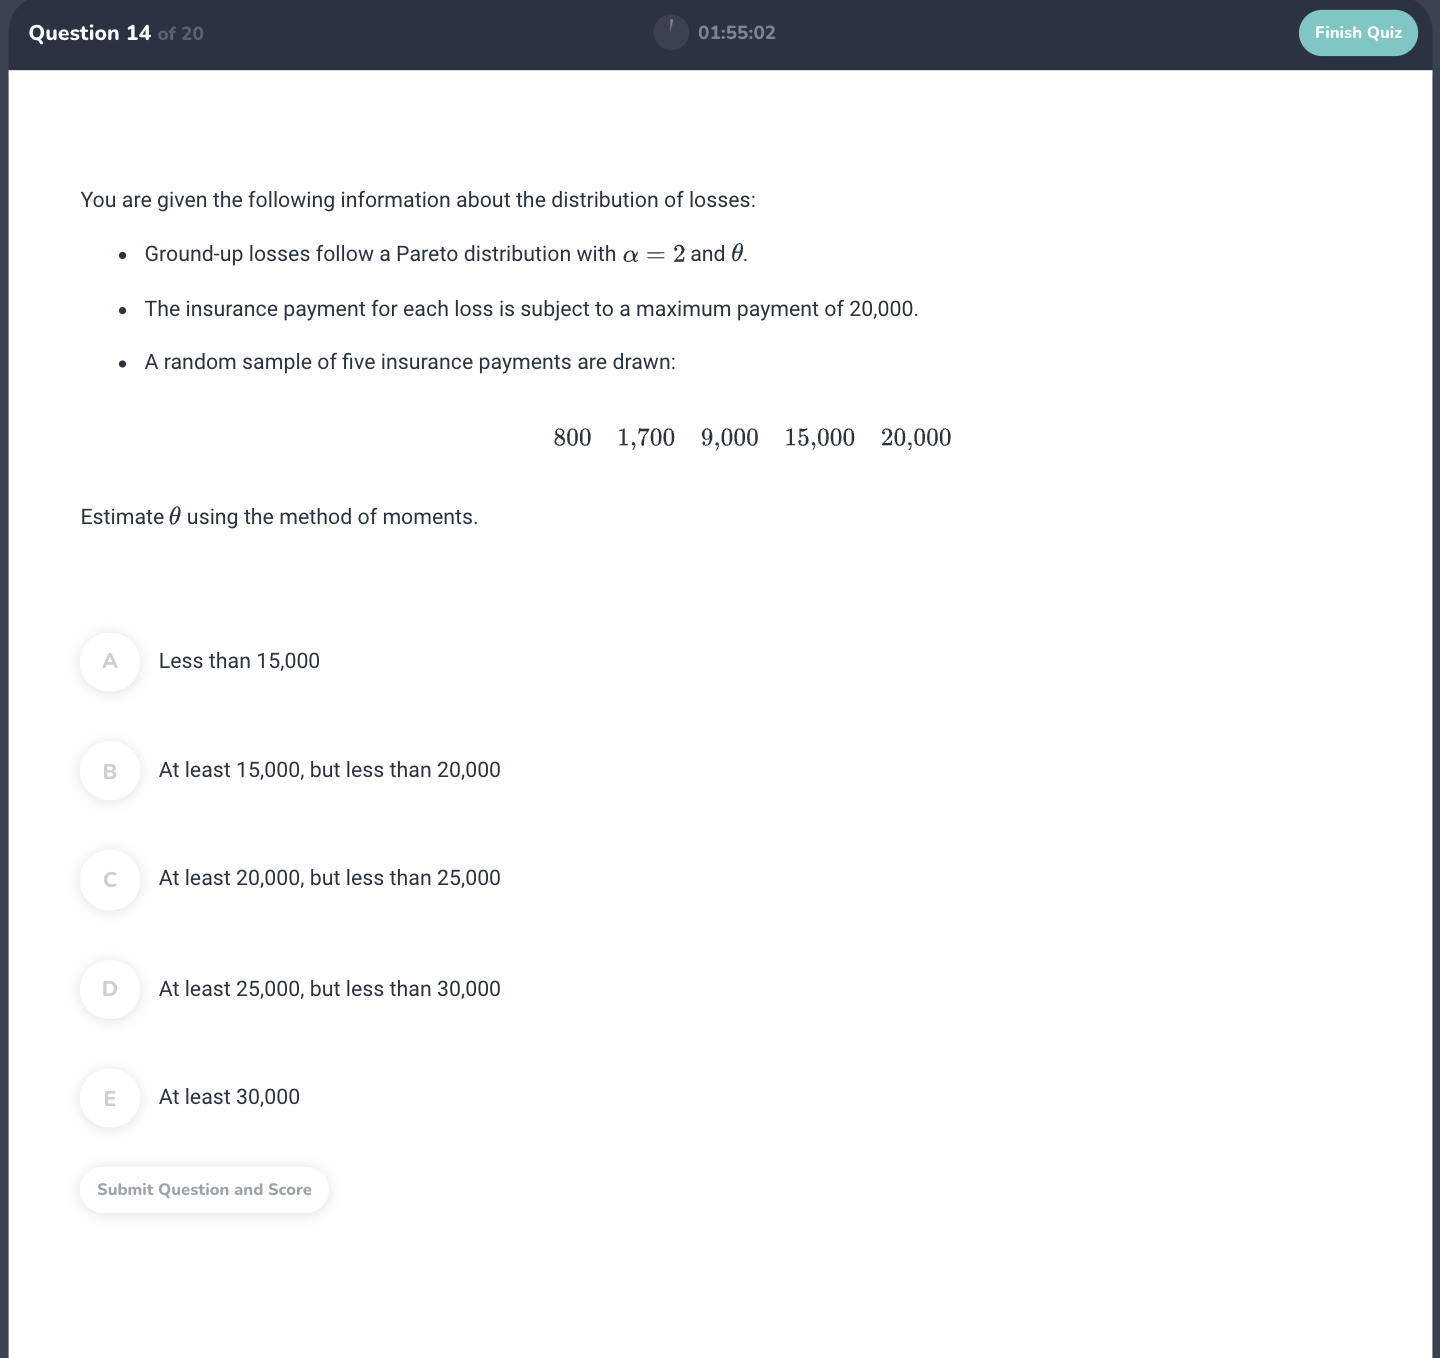 Question 14 of 20
01:55:02
Finish Quiz
You are given the following information about the distribution of losses:
• Ground-up losses follow a Pareto distribution with α = 2 and θ.
• The insurance payment for each loss is subject to a maximum payment of 20,000.
• A random sample of five insurance payments are drawn:
800 1,700 9,000 15,000 20,000
Estimate θ using the method of moments.
A Less than 15,000
B At least 15,000, but less than 20,000
C At least 20,000, but less than 25,000
D At least 25,000, but less than 30,000
E At least 30,000
Submit Question and Score